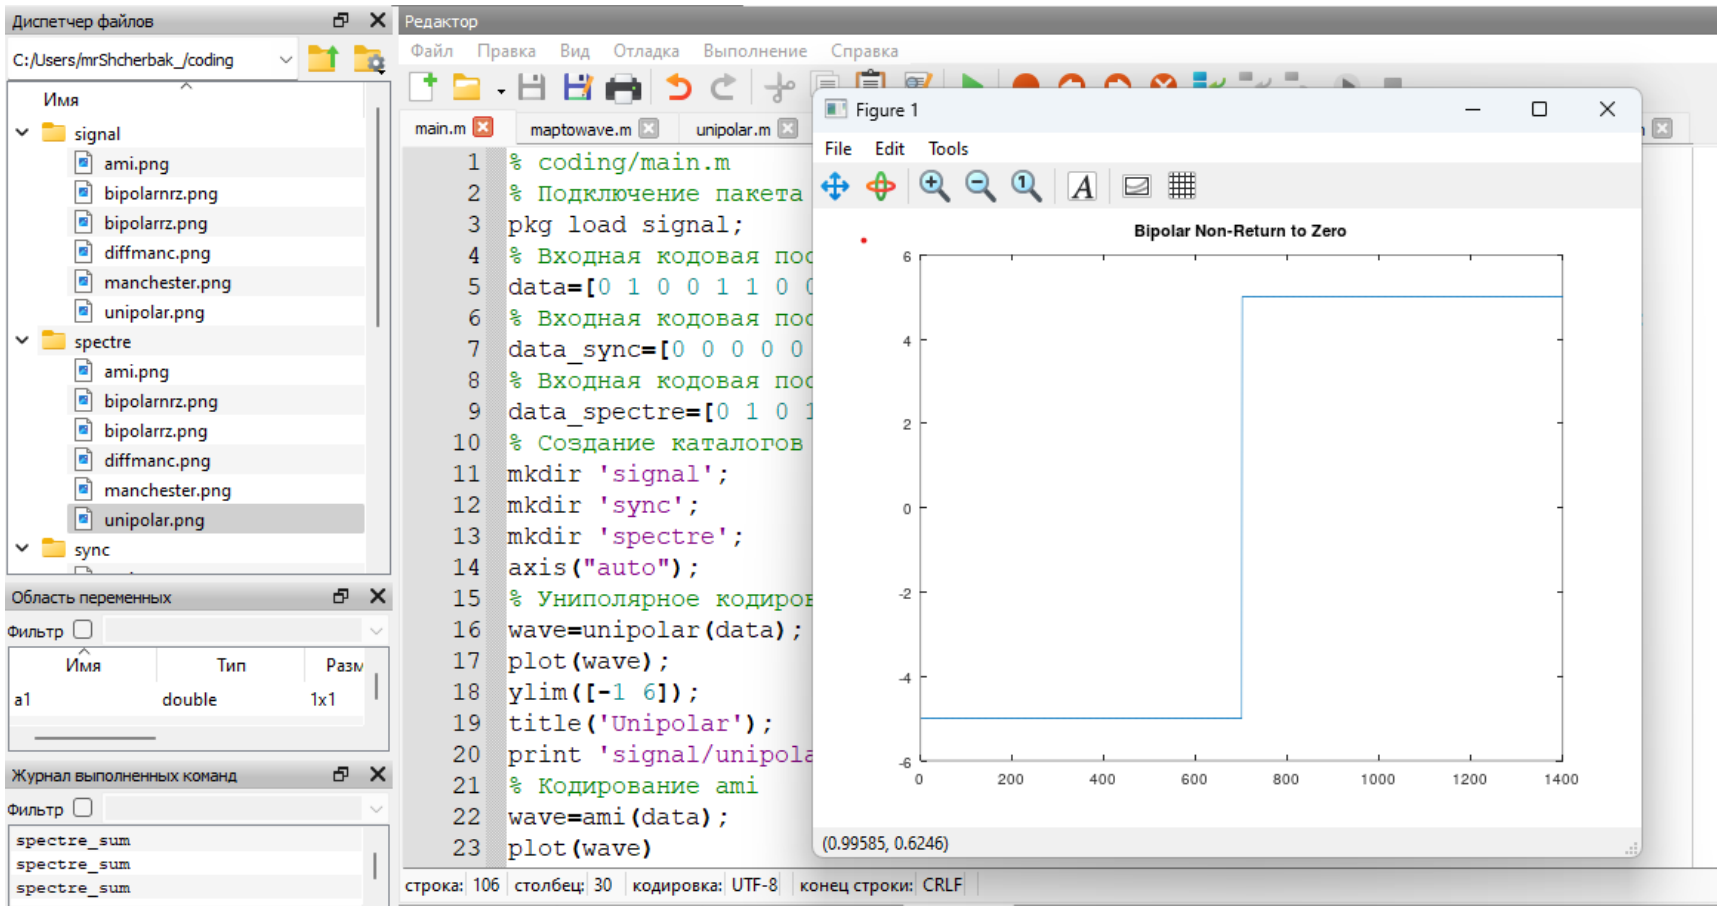 Диспетчер файлов
C:/Users/mrShcherbak_/coding
Имя
signal
ami.png
bipolarnrz.png
bipolarrz.png
diffmanc.png
manchester.png
unipolar.png
spectre
ami.png
bipolarnrz.png
bipolarrz.png
diffmanc.png
manchester.png
unipolar.png
sync
Область переменных
Фильтр
Имя Тип Разм
a1 double 1x1
Журнал выполненных команд
Фильтр
spectre_sum
spectre_sum
spectre_sum
Редактор
Файл Правка Вид Отладка Выполнение Справка
main.m maptowave.m unipolar.m
1 % coding/main.m
2 % Подключение пакета
3 pkg load signal;
4 % Входная кодовая пос
5 data=[0 1 0 0 1 1 0 0
6 % Входная кодовая пос
7 data_sync=[0 0 0 0 0
8 % Входная кодовая пос
9 data_spectre=[0 1 0 1
10 % Создание каталогов
11 mkdir 'signal';
12 mkdir 'sync';
13 mkdir 'spectre';
14 axis("auto");
15 % Униполярное кодиров
16 wave=unipolar(data);
17 plot(wave);
18 ylim([-1 6]);
19 title('Unipolar');
20 print 'signal/unipola
21 % Кодирование ami
22 wave=ami(data);
23 plot(wave)
строка: 106 столбец: 30 кодировка: UTF-8 конец строки: CRLF
Figure 1
File Edit Tools
Bipolar Non-Return to Zero
6
4
2
0
-2
-4
-6
0 200 400 600 800 1000 1200 1400
(0.99585, 0.6246)